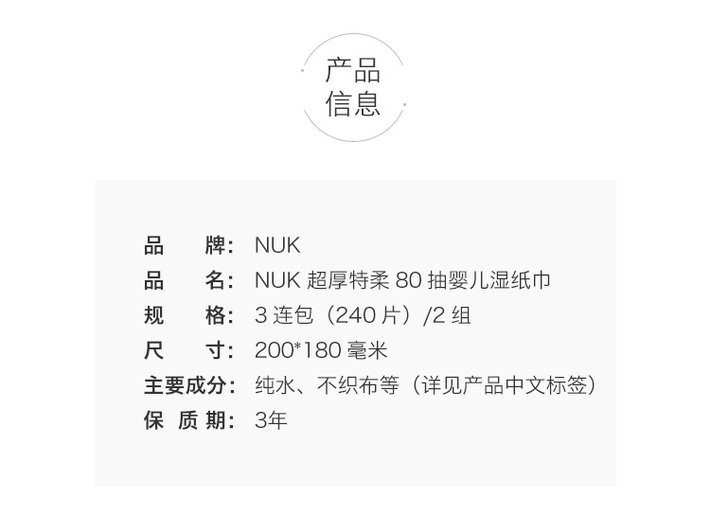 产品
信息
品 牌： NUK
品 名： NUK 超厚特柔 80 抽婴儿湿纸巾
规 格： 3 连包（240 片）/2 组
尺 寸： 200*180 毫米
主要成分： 纯水、不织布等（详见产品中文标签）
保 质 期： 3年